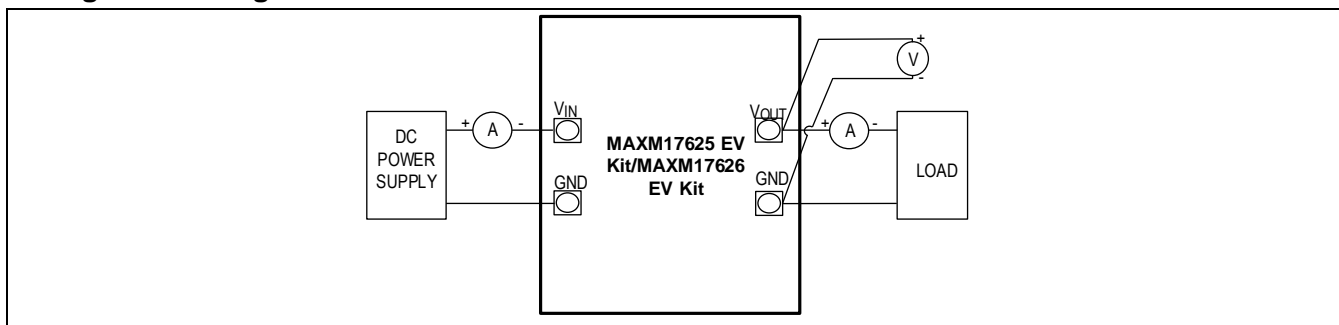 DC
POWER
SUPPLY
+ A -
VIN
GND
MAXM17625 EV
Kit/MAXM17626
EV Kit
VOUT
GND
+
V
-
+ A -
LOAD